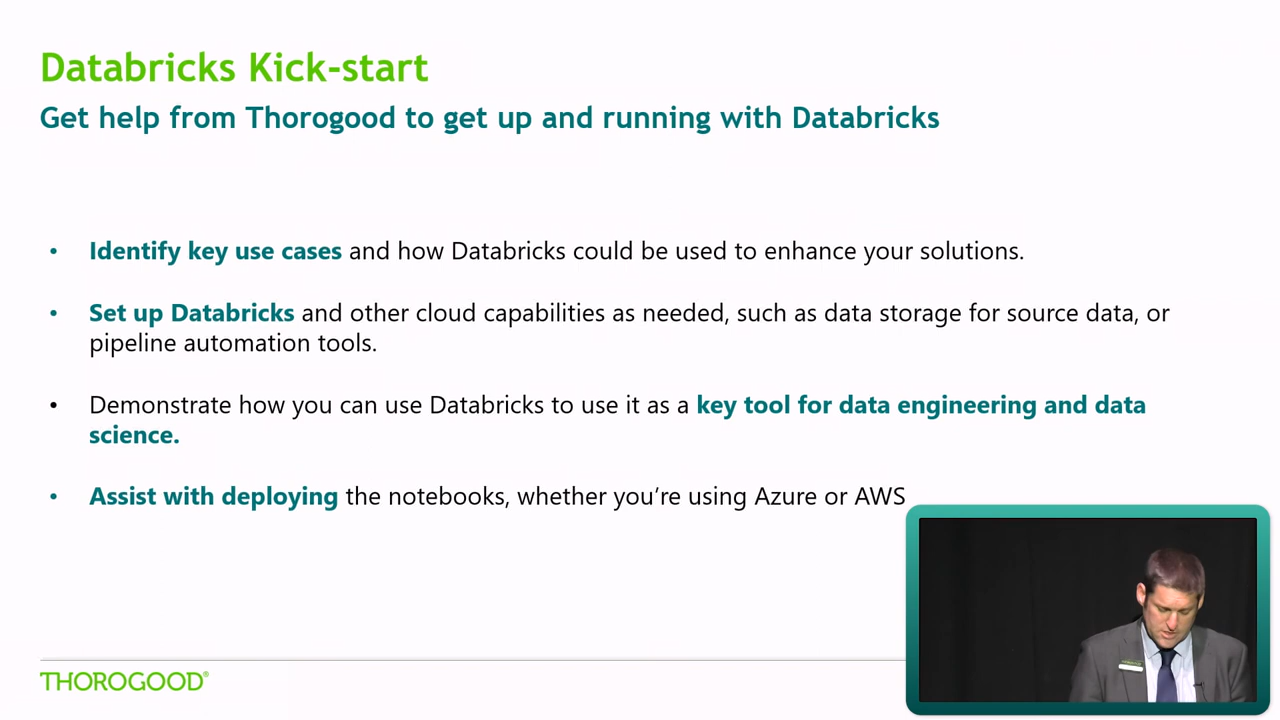 Databricks Kick-start
Get help from Thorogood to get up and running with Databricks
• Identify key use cases and how Databricks could be used to enhance your solutions.
• Set up Databricks and other cloud capabilities as needed, such as data storage for source data, or
pipeline automation tools.
• Demonstrate how you can use Databricks to use it as a key tool for data engineering and data
science.
• Assist with deploying the notebooks, whether you’re using Azure or AWS
THOROGOOD®